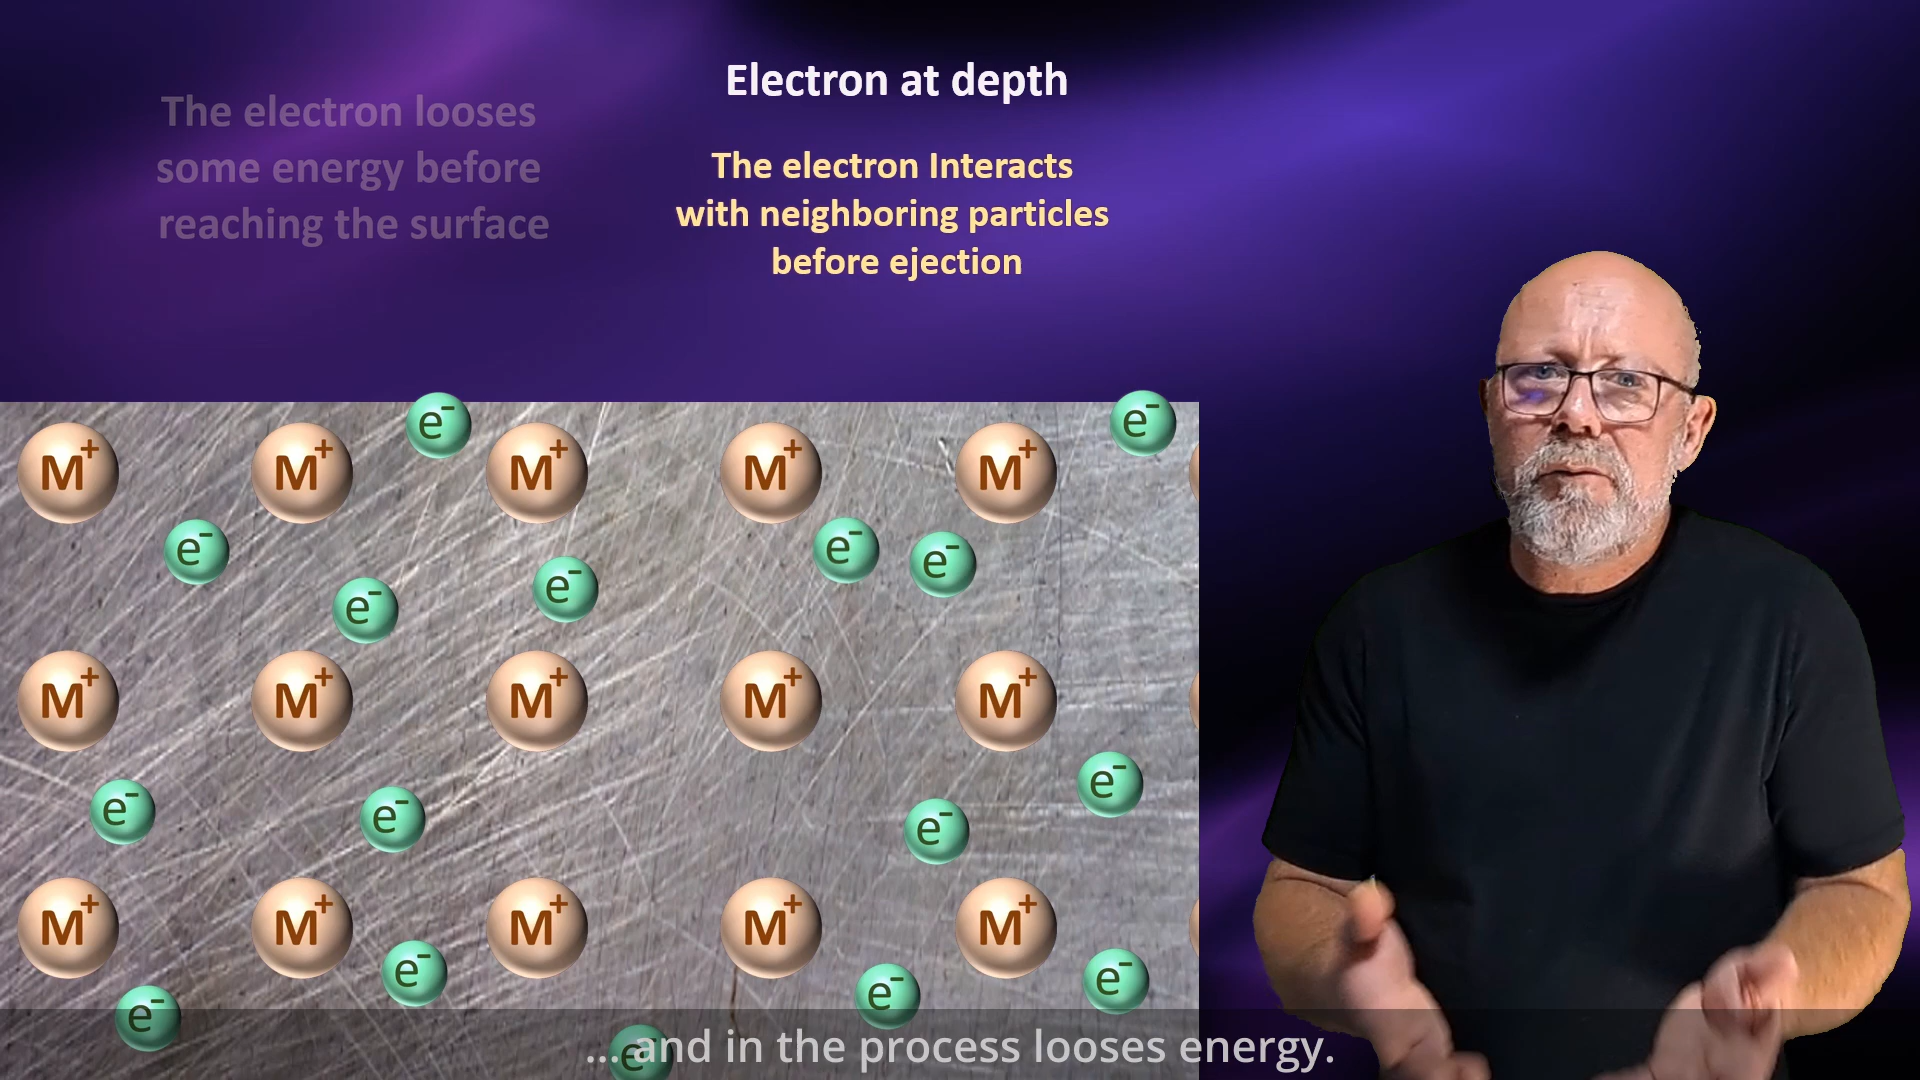 Electron at depth
The electron looses
some energy before
reaching the surface
The electron Interacts
with neighboring particles
before ejection
e⁻ e⁻
M⁺ M⁺ M⁺ M⁺ M⁺
e⁻ e⁻ e⁻ e⁻ e⁻
M⁺ M⁺ M⁺ M⁺ M⁺
e⁻ e⁻ e⁻ e⁻
M⁺ M⁺ M⁺ M⁺ M⁺
e⁻ e⁻ e⁻ e⁻
e⁻
... and in the process looses energy.